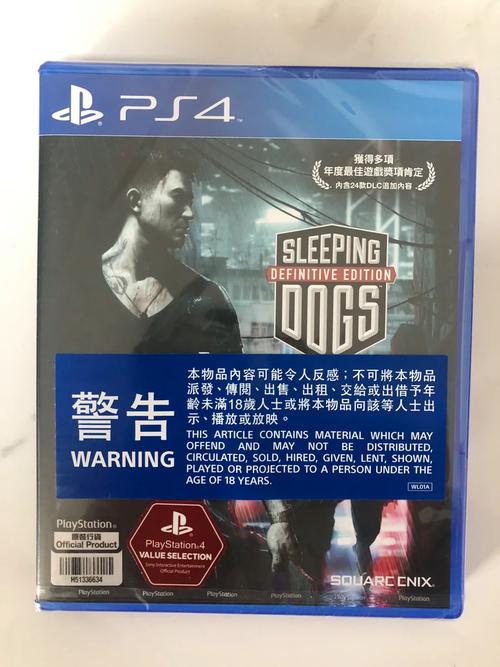 PS4
獲得多項
年度最佳遊戲獎項肯定
內含24款DLC追加內容
SLEEPING
DEFINITIVE EDITION
DOGS
警告
WARNING
本物品內容可能令人反感；不可將本物品
派發、傳閱、出售、出租、交給或出借予年
齡未滿18歲人士或將本物品向該等人士出
示、播放或放映。
THIS ARTICLE CONTAINS MATERIAL WHICH MAY
OFFEND AND MAY NOT BE DISTRIBUTED,
CIRCULATED, SOLD, HIRED, GIVEN, LENT, SHOWN,
PLAYED OR PROJECTED TO A PERSON UNDER THE
AGE OF 18 YEARS.
WL01A
PlayStation®
原裝行貨
Official Product
H51336634
PlayStation®4
VALUE SELECTION
Sony Interactive Entertainment
Official Product
SQUARE ENIX
PlayStation PlayStation PlayStation PlayStation PlayStation PlayStation